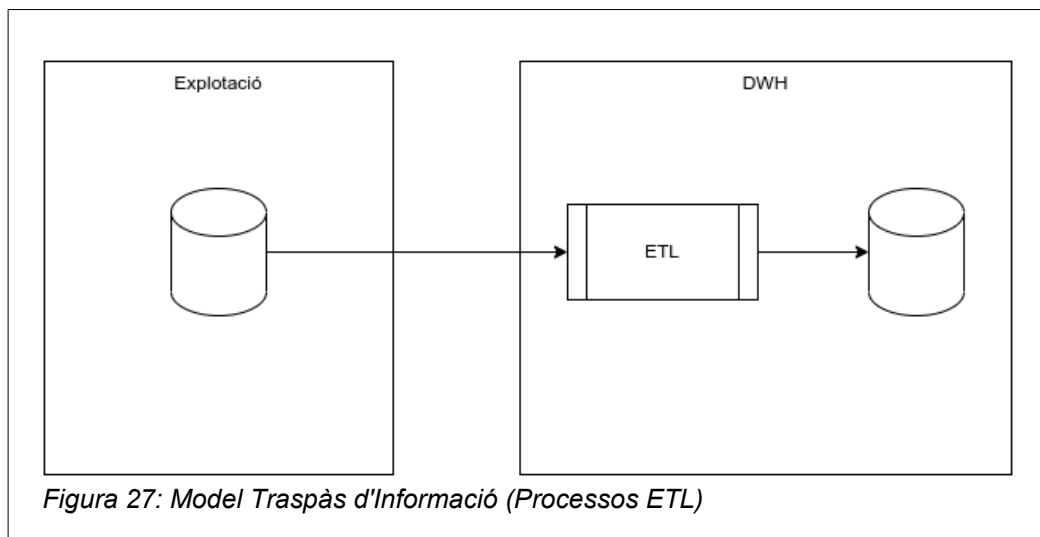 Explotació
DWH
ETL
Figura 27: Model Traspàs d'Informació (Processos ETL)